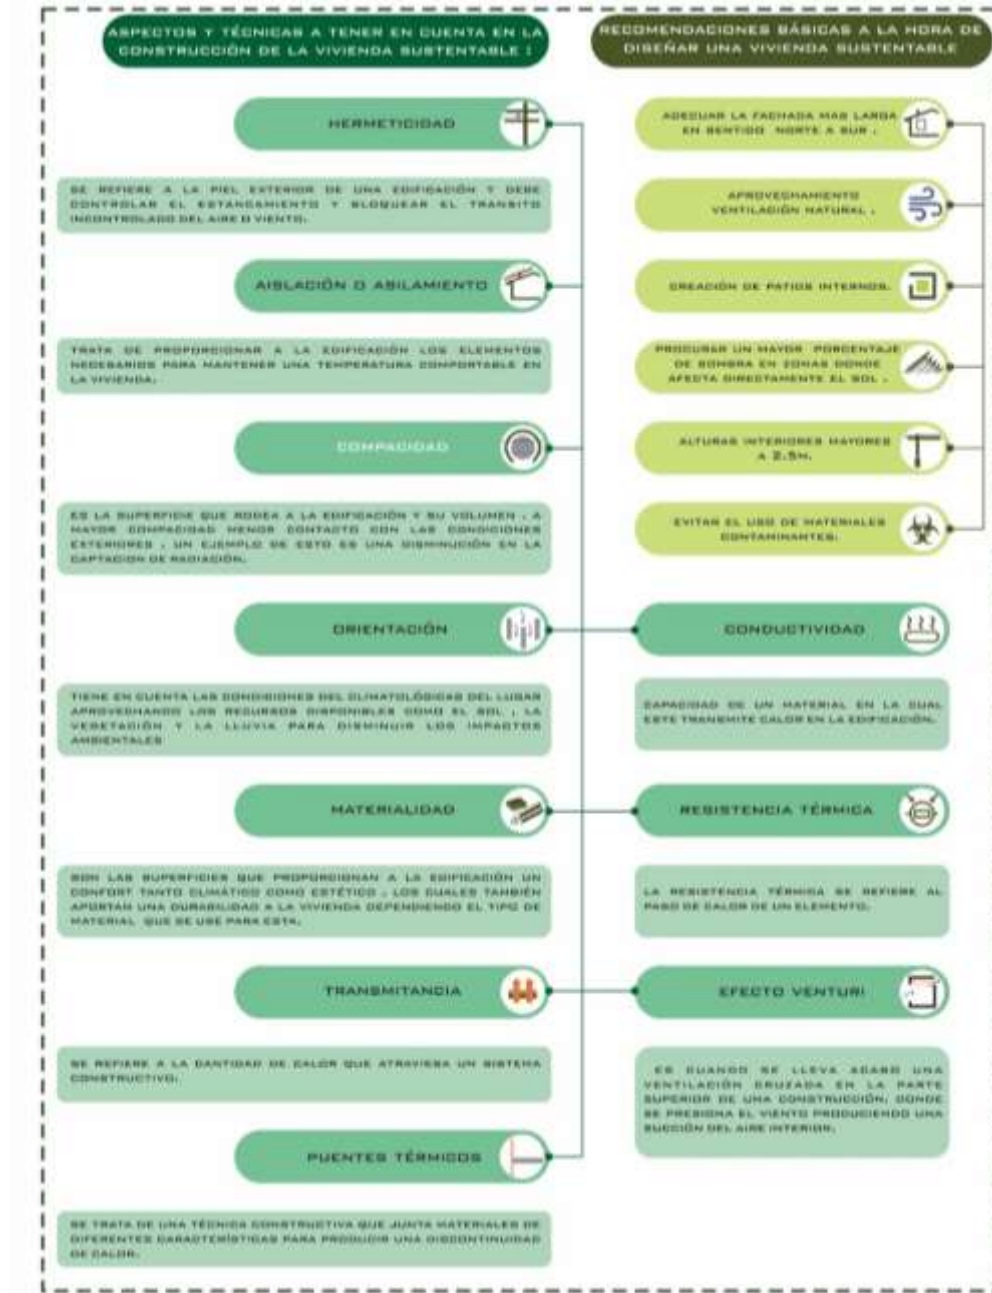 ASPECTOS Y TÉCNICAS A TENER EN CUENTA EN LA
CONSTRUCCIÓN DE LA VIVIENDA SUSTENTABLE :
HERMETICIDAD
SE REFIERE A LA PIEL EXTERIOR DE UNA EDIFICACIÓN Y DEBE
CONTROLAR EL ESTANCAMIENTO Y BLOQUEAR EL TRANSITO
INCONTROLADO DEL AIRE O VIENTO.
AISLACIÓN O ASILAMIENTO
TRATA DE PROPORCIONAR A LA EDIFICACIÓN LOS ELEMENTOS
NECESARIOS PARA MANTENER UNA TEMPERATURA COMFORTABLE EN
LA VIVIENDA.
COMPACIDAD
ES LA SUPERFICIE QUE RODEA A LA EDIFICACIÓN Y SU VOLUMEN , A
MAYOR COMPACIDAD MENOR CONTACTO CON LAS CONDICIONES
EXTERIORES , UN EJEMPLO DE ESTO ES UNA DISMINUCIÓN EN LA
CAPTACION DE RADIACIÓN.
ORIENTACIÓN
TIENE EN CUENTA LAS CONDICIONES DEL CLIMATOLÓGICAS DEL LUGAR
APROVECHANDO LOS RECURSOS DISPONIBLES COMO EL SOL , LA
VEGETACIÓN Y LA LLUVIA PARA DISMINUIR LOS IMPACTOS
AMBIENTALES
MATERIALIDAD
SON LAS SUPERFICIES QUE PROPORCIONAN A LA EDIFICACIÓN UN
CONFORT TANTO CLIMÁTICO COMO ESTÉTICO , LOS CUALES TAMBIÉN
APORTAN UNA DURABILIDAD A LA VIVIENDA DEPENDIENDO EL TIPO DE
MATERIAL QUE SE USE PARA ESTA.
TRANSMITANCIA
SE REFIERE A LA CANTIDAD DE CALOR QUE ATRAVIESA UN SISTEMA
CONSTRUCTIVO.
PUENTES TÉRMICOS
SE TRATA DE UNA TÉCNICA CONSTRUCTIVA QUE JUNTA MATERIALES DE
DIFERENTES CARACTERÍSTICAS PARA PRODUCIR UNA DISCONTINUIDAD
DE CALOR.
RECOMENDACIONES BÁSICAS A LA HORA DE
DISEÑAR UNA VIVIENDA SUSTENTABLE
ADECUAR LA FACHADA MAS LARGA
EN SENTIDO NORTE A SUR .
APROVECHAMIENTO
VENTILACIÓN NATURAL .
CREACIÓN DE PATIOS INTERNOS.
PROCURAR UN MAYOR PORCENTAJE
DE SOMBRA EN ZONAS DONDE
AFECTA DIRECTAMENTE EL SOL .
ALTURAS INTERIORES MAYORES
A 2.5M.
EVITAR EL USO DE MATERIALES
CONTAMINANTES.
CONDUCTIVIDAD
CAPACIDAD DE UN MATERIAL EN LA CUAL
ESTE TRANSMITE CALOR EN LA EDIFICACIÓN.
RESISTENCIA TÉRMICA
LA RESISTENCIA TÉRMICA SE REFIERE AL
PASO DE CALOR DE UN ELEMENTO.
EFECTO VENTURI
ES CUANDO SE LLEVA ACABO UNA
VENTILACIÓN CRUZADA EN LA PARTE
SUPERIOR DE UNA CONSTRUCCIÓN, DONDE
SE PRESIONA EL VIENTO PRODUCIENDO UNA
SUCCIÓN DEL AIRE INTERIOR.